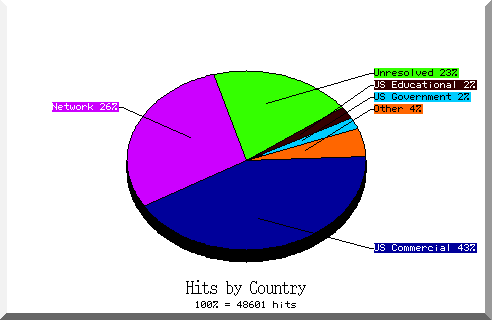 Unresolved 23%
US Educational 2%
US Government 2%
Other 4%
Network 26%
US Commercial 43%
Hits by Country
100% = 48601 hits